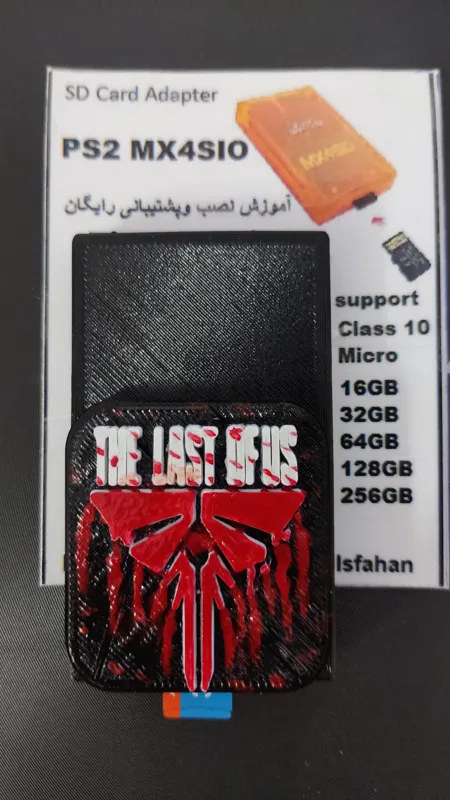 SD Card Adapter
PS2 MX4SIO
MX4SIO
آموزش نصب وپشتیبانی رایگان
support
Class 10
Micro
16GB
32GB
64GB
128GB
256GB
THE LAST OF US
Isfahan